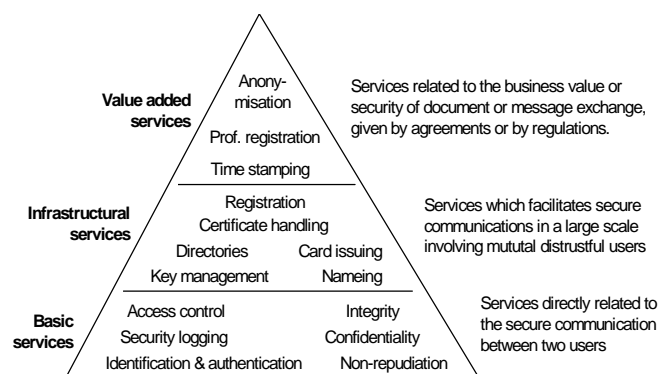 Anony-
misation
Value added
services
Prof. registration
Time stamping
Services related to the business value or
security of document or message exchange,
given by agreements or by regulations.
Infrastructural
services
Registration
Certificate handling
Directories Card issuing
Key management Nameing
Services which facilitates secure
communications in a large scale
involving mututal distrustful users
Basic
services
Access control Integrity
Security logging Confidentiality
Identification & authentication Non-repudiation
Services directly related to
the secure communication
between two users